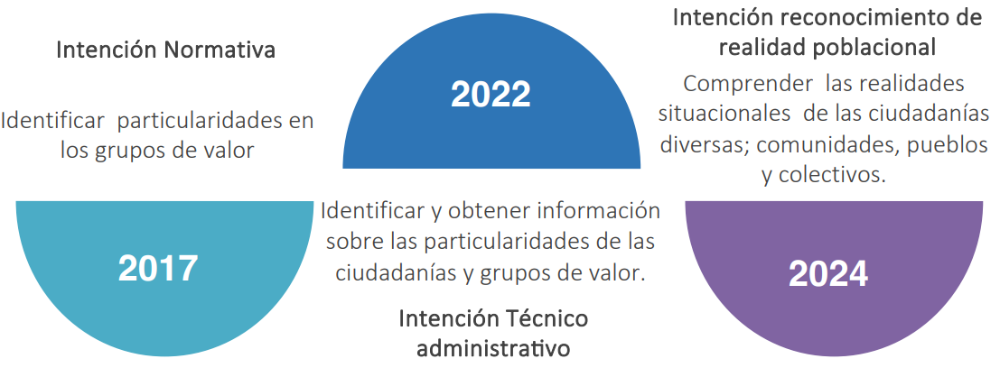 Intención Normativa
Identificar particularidades en
los grupos de valor
2017
2022
Identificar y obtener información
sobre las particularidades de las
ciudadanías y grupos de valor.
Intención Técnico
administrativo
Intención reconocimiento de
realidad poblacional
Comprender las realidades
situacionales de las ciudadanías
diversas; comunidades, pueblos
y colectivos.
2024